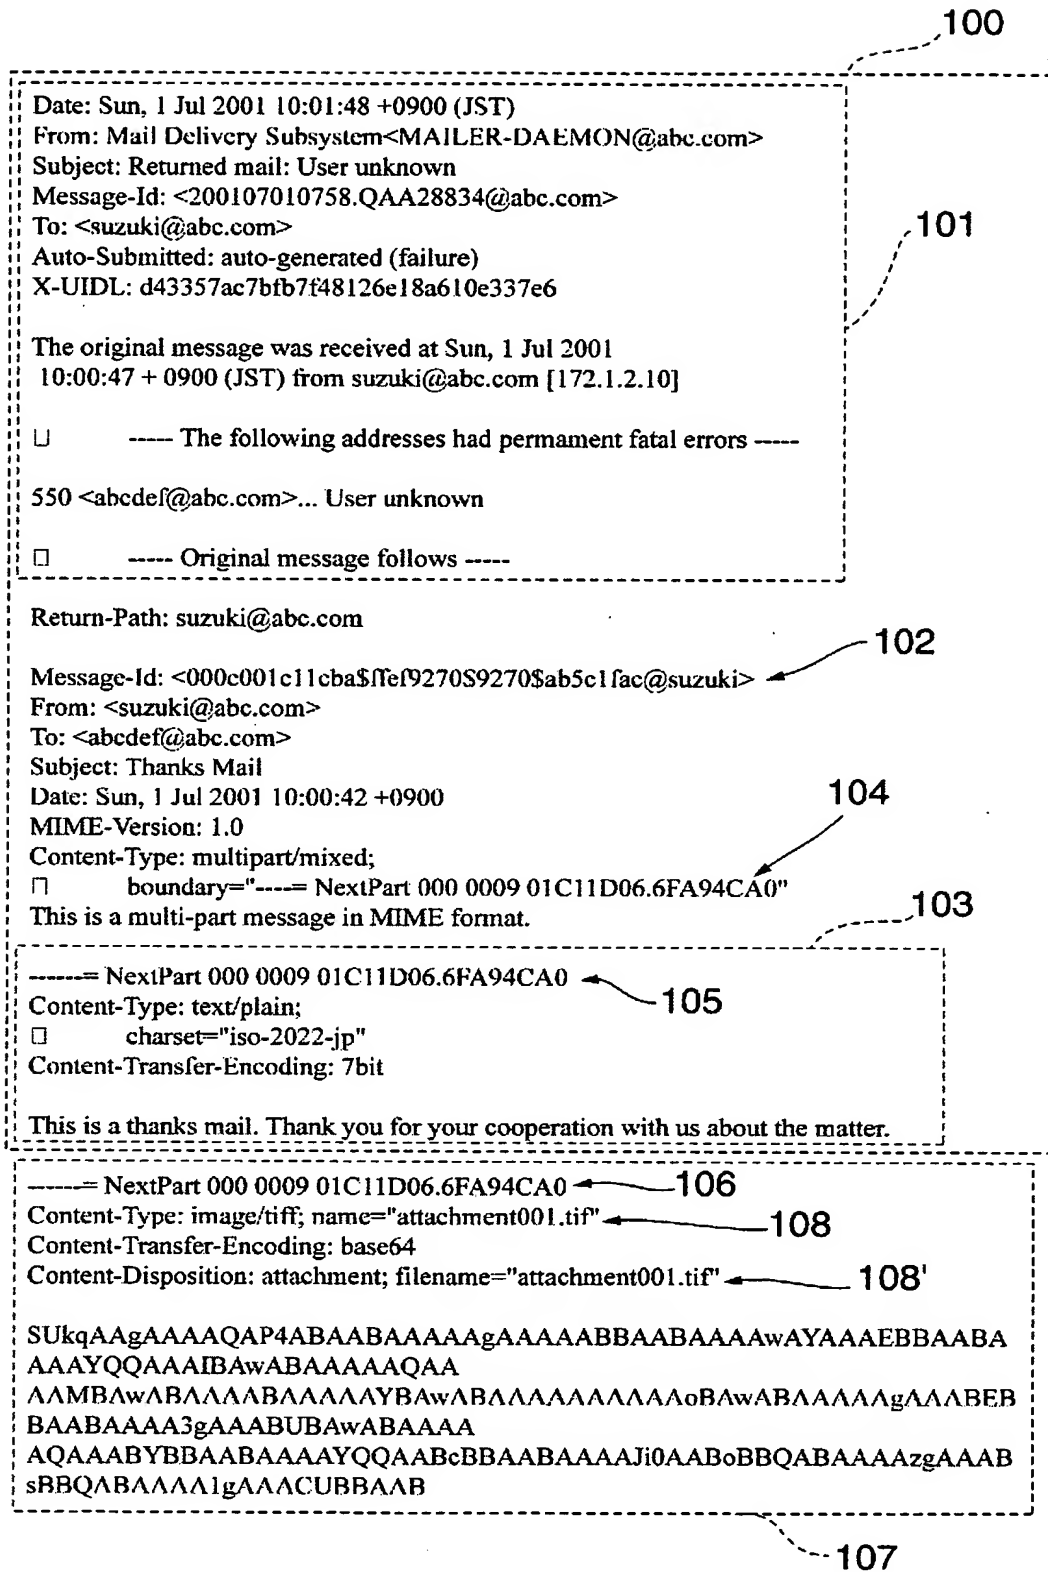 100
Date: Sun, 1 Jul 2001 10:01:48 +0900 (JST)
From: Mail Delivery Subsystem<MAILER-DAEMON@abc.com>
Subject: Returned mail: User unknown
Message-Id: <200107010758.QAA28834@abc.com>
To: <suzuki@abc.com>
101
Auto-Submitted: auto-generated (failure)
X-UIDL: d43357ac7bfb7f48126e18a610e337e6
The original message was received at Sun, 1 Jul 2001
10:00:47 + 0900 (JST) from suzuki@abc.com [172.1.2.10]
----- The following addresses had permament fatal errors -----
550 <abcdef@abc.com>... User unknown
----- Original message follows -----
Return-Path: suzuki@abc.com
102
Message-Id: <000c001c11cba$ffef9270S9270$ab5c1fac@suzuki>
From: <suzuki@abc.com>
To: <abcdef@abc.com>
Subject: Thanks Mail
Date: Sun, 1 Jul 2001 10:00:42 +0900
104
MIME-Version: 1.0
Content-Type: multipart/mixed;
boundary="----= NextPart 000 0009 01C11D06.6FA94CA0"
This is a multi-part message in MIME format.
103
------= NextPart 000 0009 01C11D06.6FA94CA0
105
Content-Type: text/plain;
charset="iso-2022-jp"
Content-Transfer-Encoding: 7bit
This is a thanks mail. Thank you for your cooperation with us about the matter.
------= NextPart 000 0009 01C11D06.6FA94CA0
106
Content-Type: image/tiff; name="attachment001.tif"
108
Content-Transfer-Encoding: base64
Content-Disposition: attachment; filename="attachment001.tif"
108'
SUkqAAgAAAAQAP4ABAABAAAAAAgAAAAABBAABAAAAwAYAAAEBBAABA
AAAYQQAAAIBAwABAAAAAQAA
AAMBAwABAAAABAAAAAYBAwABAAAAAAAAAAoBAwABAAAAAgAAABEB
BAABAAAA3gAAABUBAwABAAAA
AQAAABYBBAABAAAAYQQAABcBBAABAAAAJi0AABoBBQABAAAAzgAAAB
sBBQABAAAA1gAAACUBBAAB
107